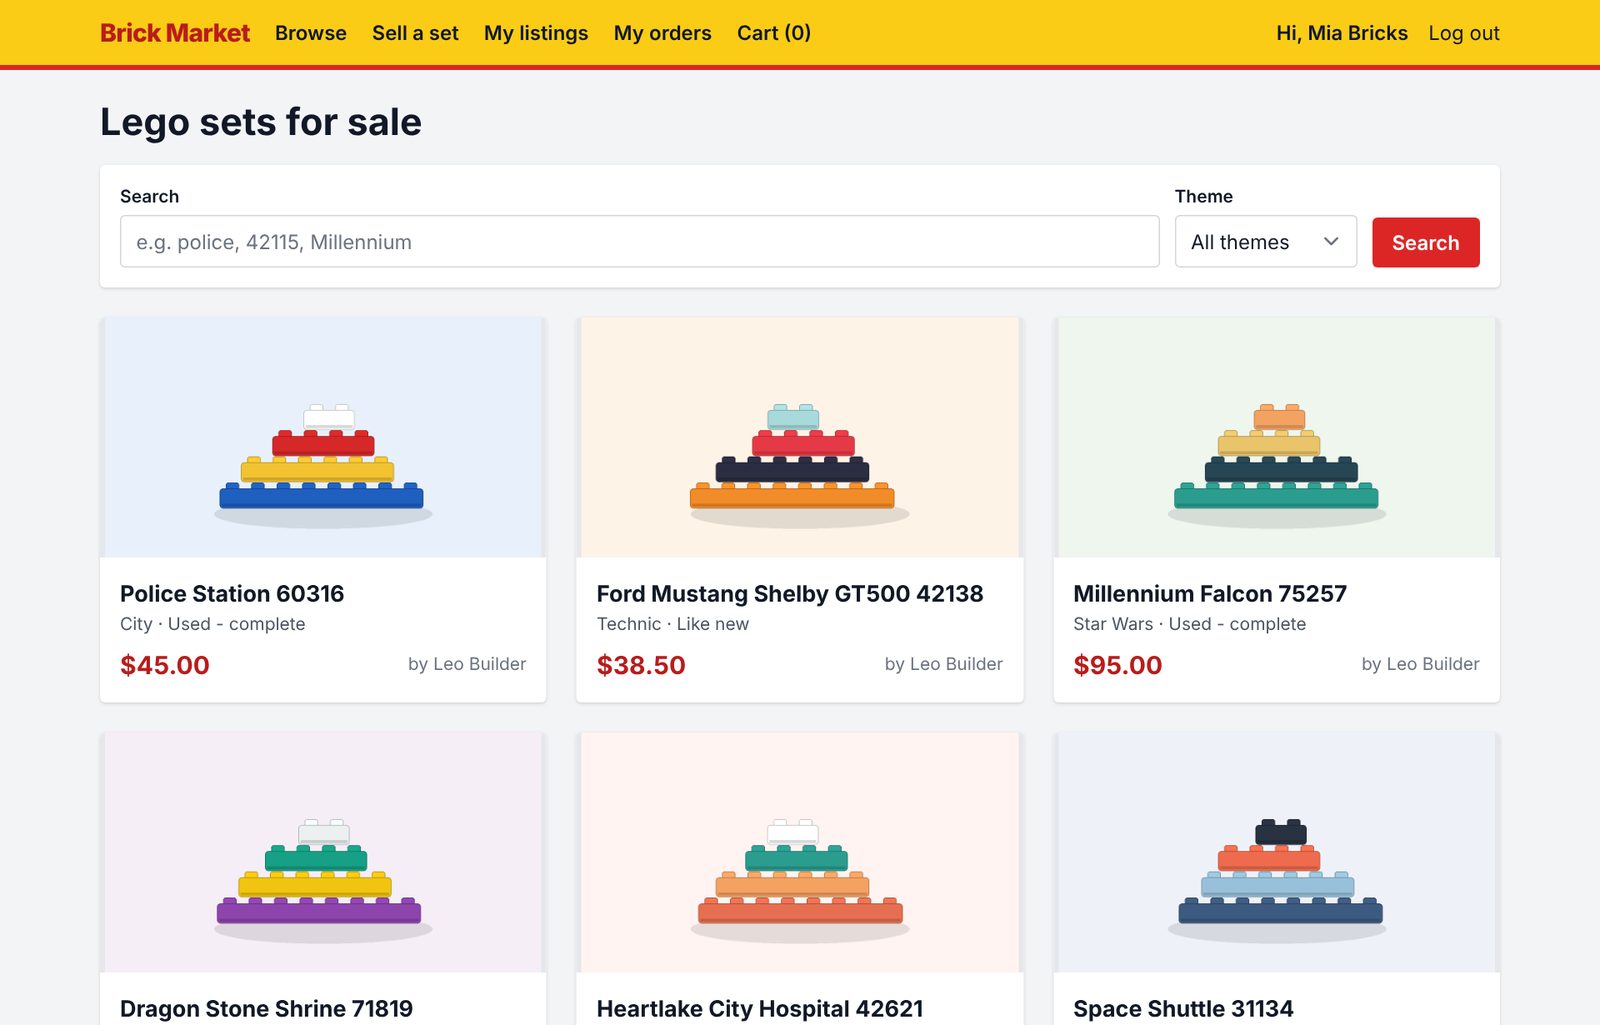 Brick Market Browse Sell a set My listings My orders Cart (0) Hi, Mia Bricks Log out
Lego sets for sale
Search Theme
e.g. police, 42115, Millennium All themes Search
Police Station 60316
City · Used - complete
$45.00 by Leo Builder
Ford Mustang Shelby GT500 42138
Technic · Like new
$38.50 by Leo Builder
Millennium Falcon 75257
Star Wars · Used - complete
$95.00 by Leo Builder
Dragon Stone Shrine 71819
Heartlake City Hospital 42621
Space Shuttle 31134